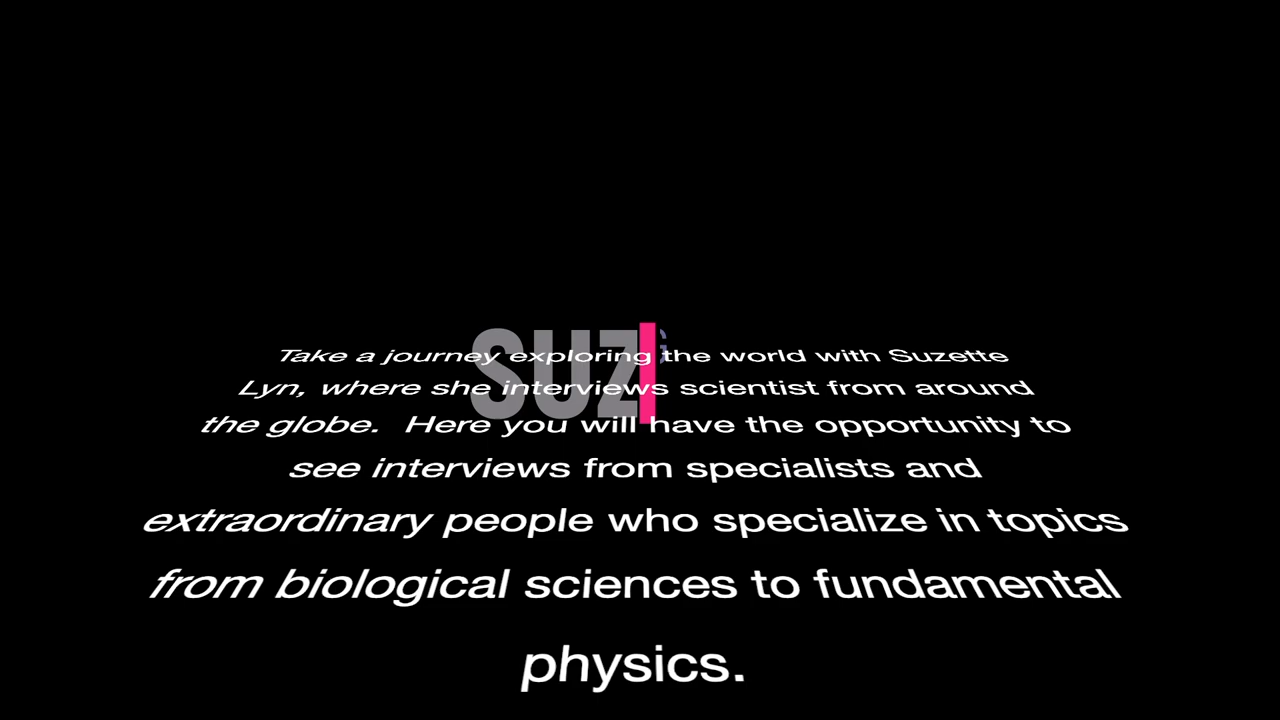 Take a journey exploring the world with Suzette
Lyn, where she interviews scientist from around
the globe.  Here you will have the opportunity to
see interviews from specialists and
extraordinary people who specialize in topics
from biological sciences to fundamental
physics.
SUZ